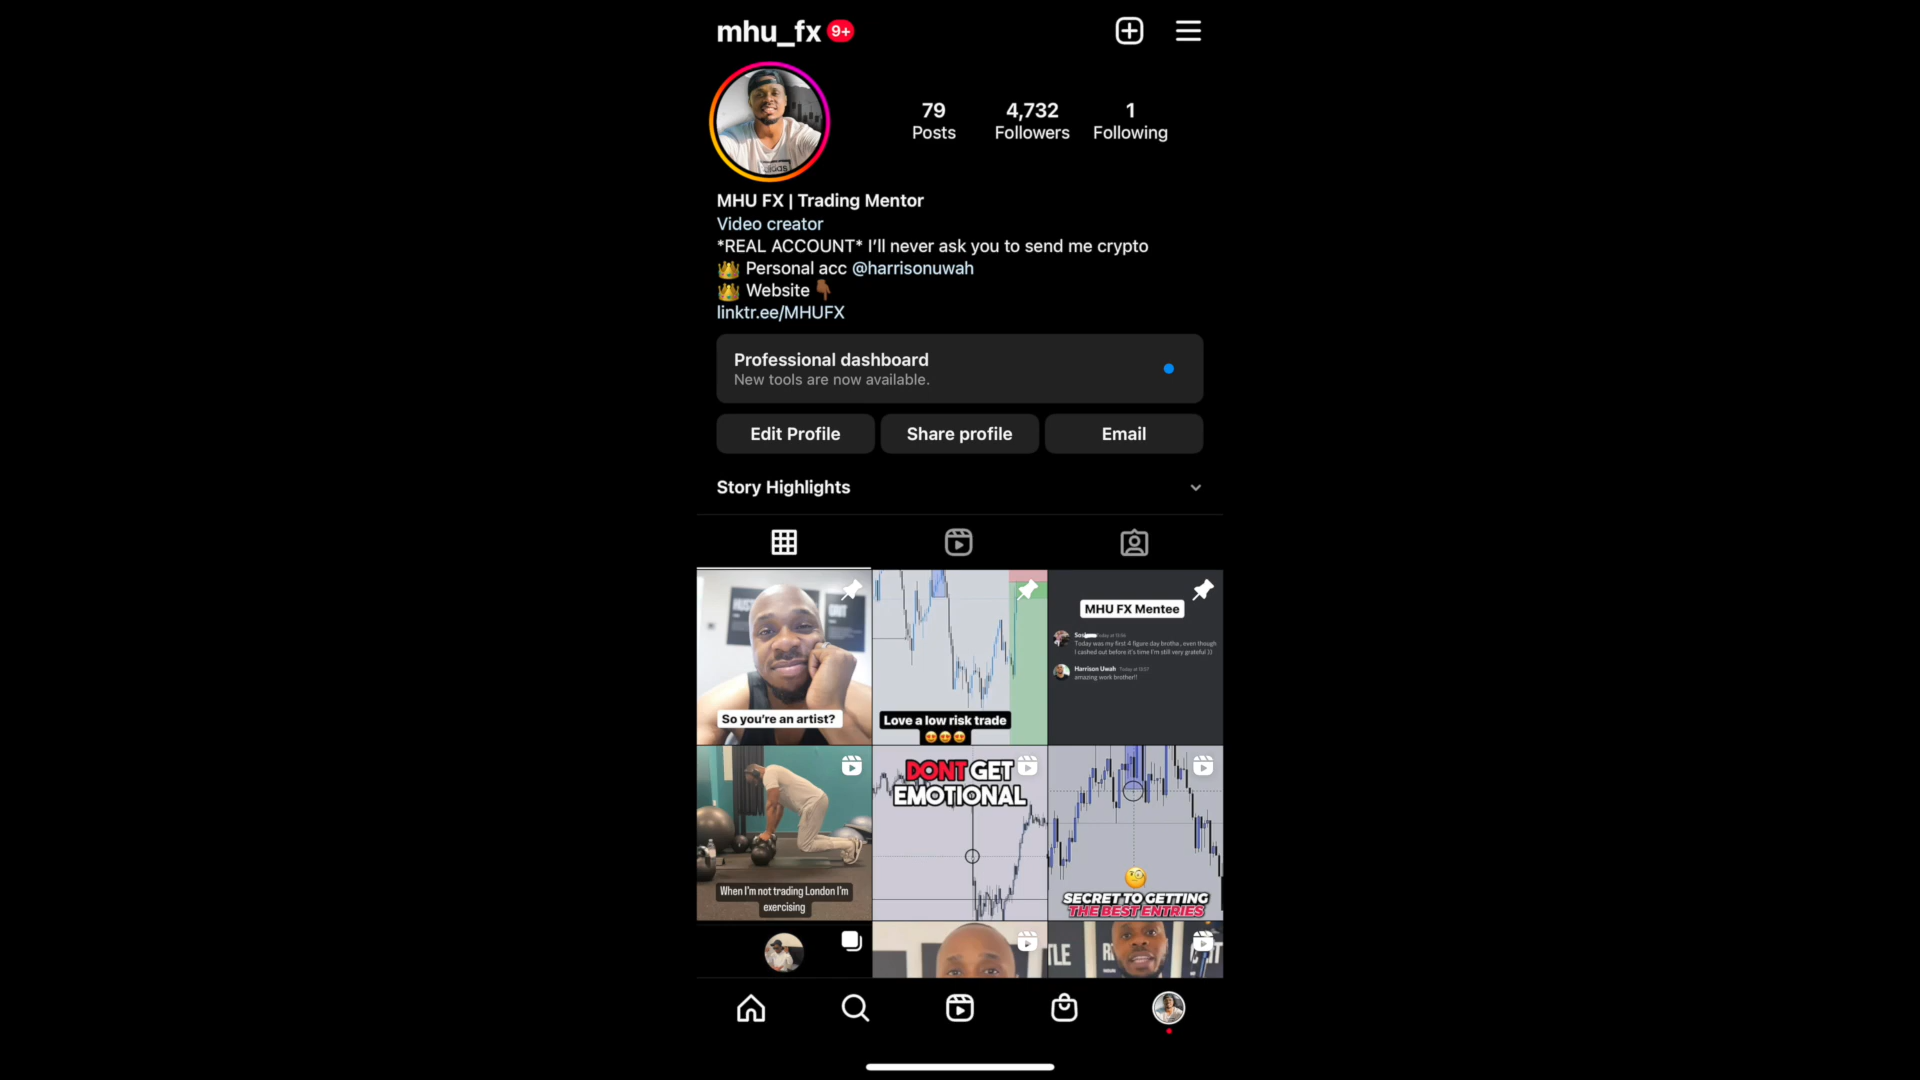 mhu_fx 9+
79
Posts
4,732
Followers
1
Following
adidas
MHU FX | Trading Mentor
Video creator
*REAL ACCOUNT* I’ll never ask you to send me crypto
👑 Personal acc @harrisonuwah
👑 Website 👇🏾
linktr.ee/MHUFX
Professional dashboard
New tools are now available.
Edit Profile
Share profile
Email
Story Highlights
So you’re an artist?
Love a low risk trade
😍😍😍
MHU FX Mentee
Today at
Today was my first 4 figure day brotha , even though
I cashed out before it's time I'm still very grateful ))
Harrison Uwah Today at
amazing work brother!!
When I'm not trading London I'm
exercising
DONT GET
EMOTIONAL
🧐
SECRET TO GETTING
THE BEST ENTRIES